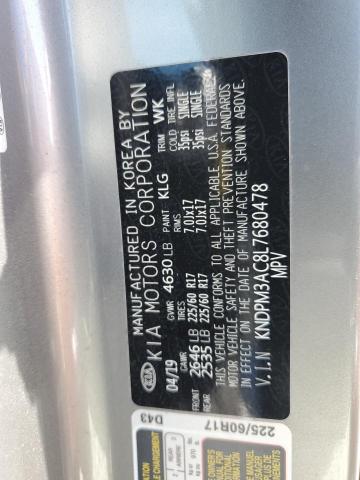 MANUFACTURED IN KOREA BY
KIA MOTORS CORPORATION
04/19 GVWR 4630 LB PAINT KLG TRIM WK
GAWR TIRES RIMS COLD TIRE INFL
FRONT 2646 LB 225/60 R17 7.0Jx17 35psi SINGLE
REAR 2535 LB 225/60 R17 7.0Jx17 35psi SINGLE
THIS VEHICLE CONFORMS TO ALL APPLICABLE U.S.A. FEDERAL
MOTOR VEHICLE SAFETY AND THEFT PREVENTION STANDARDS
IN EFFECT ON THE DATE OF MANUFACTURE SHOWN ABOVE.
V.I.N KNDPM3AC8L7680478
MPV
KIA
225/60R17 D43
REAR
ARRIERE